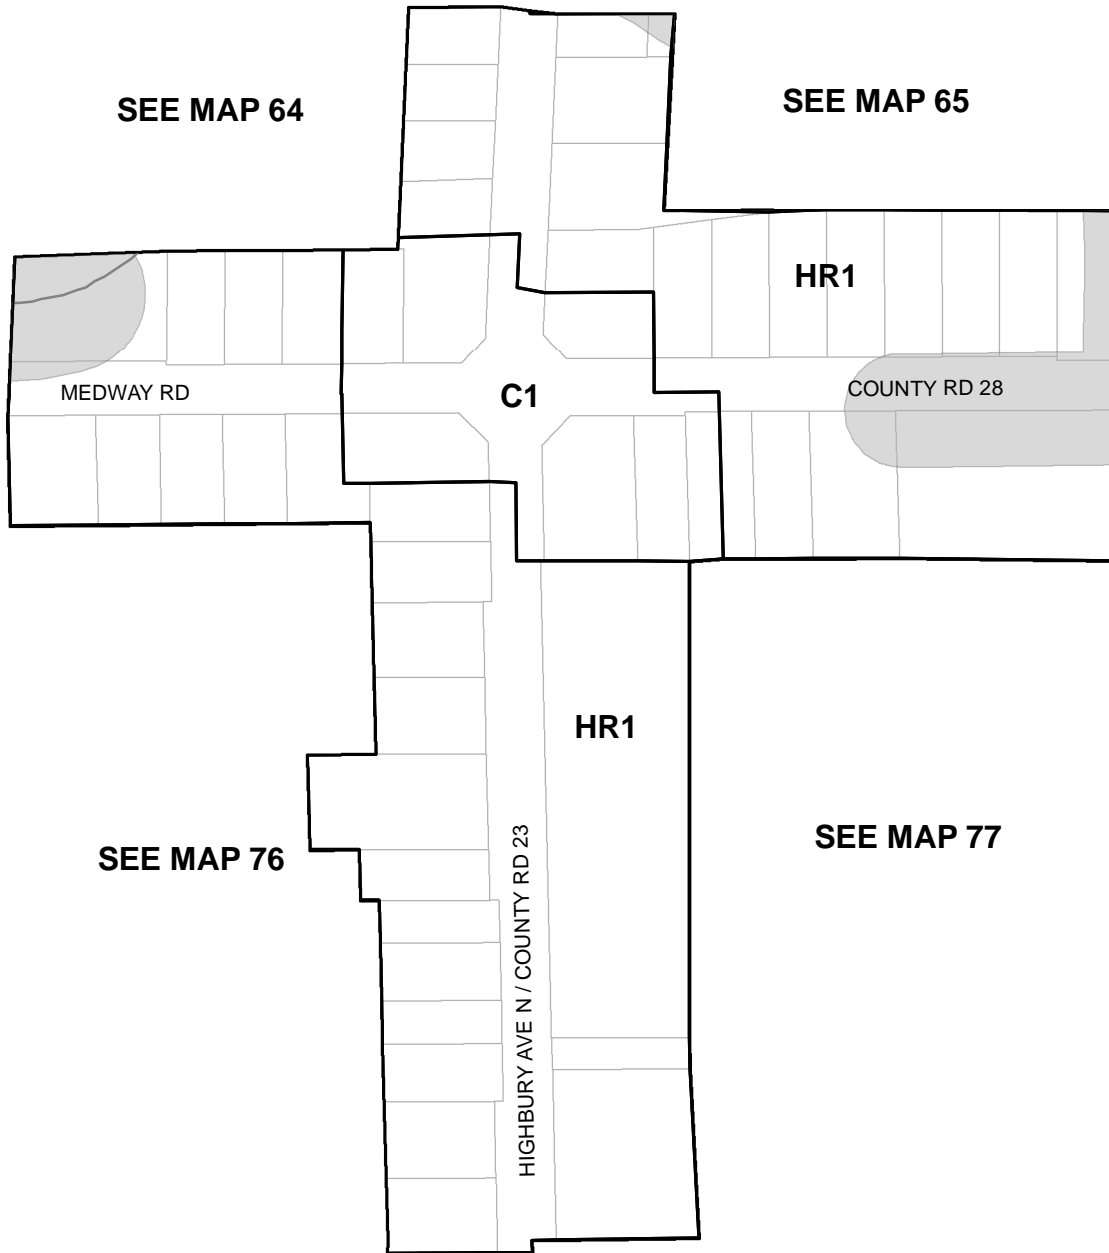 SEE MAP 64
SEE MAP 65
HR1
MEDWAY RD
C1
COUNTY RD 28
HR1
SEE MAP 76
SEE MAP 77
HIGHBURY AVE N / COUNTY RD 23